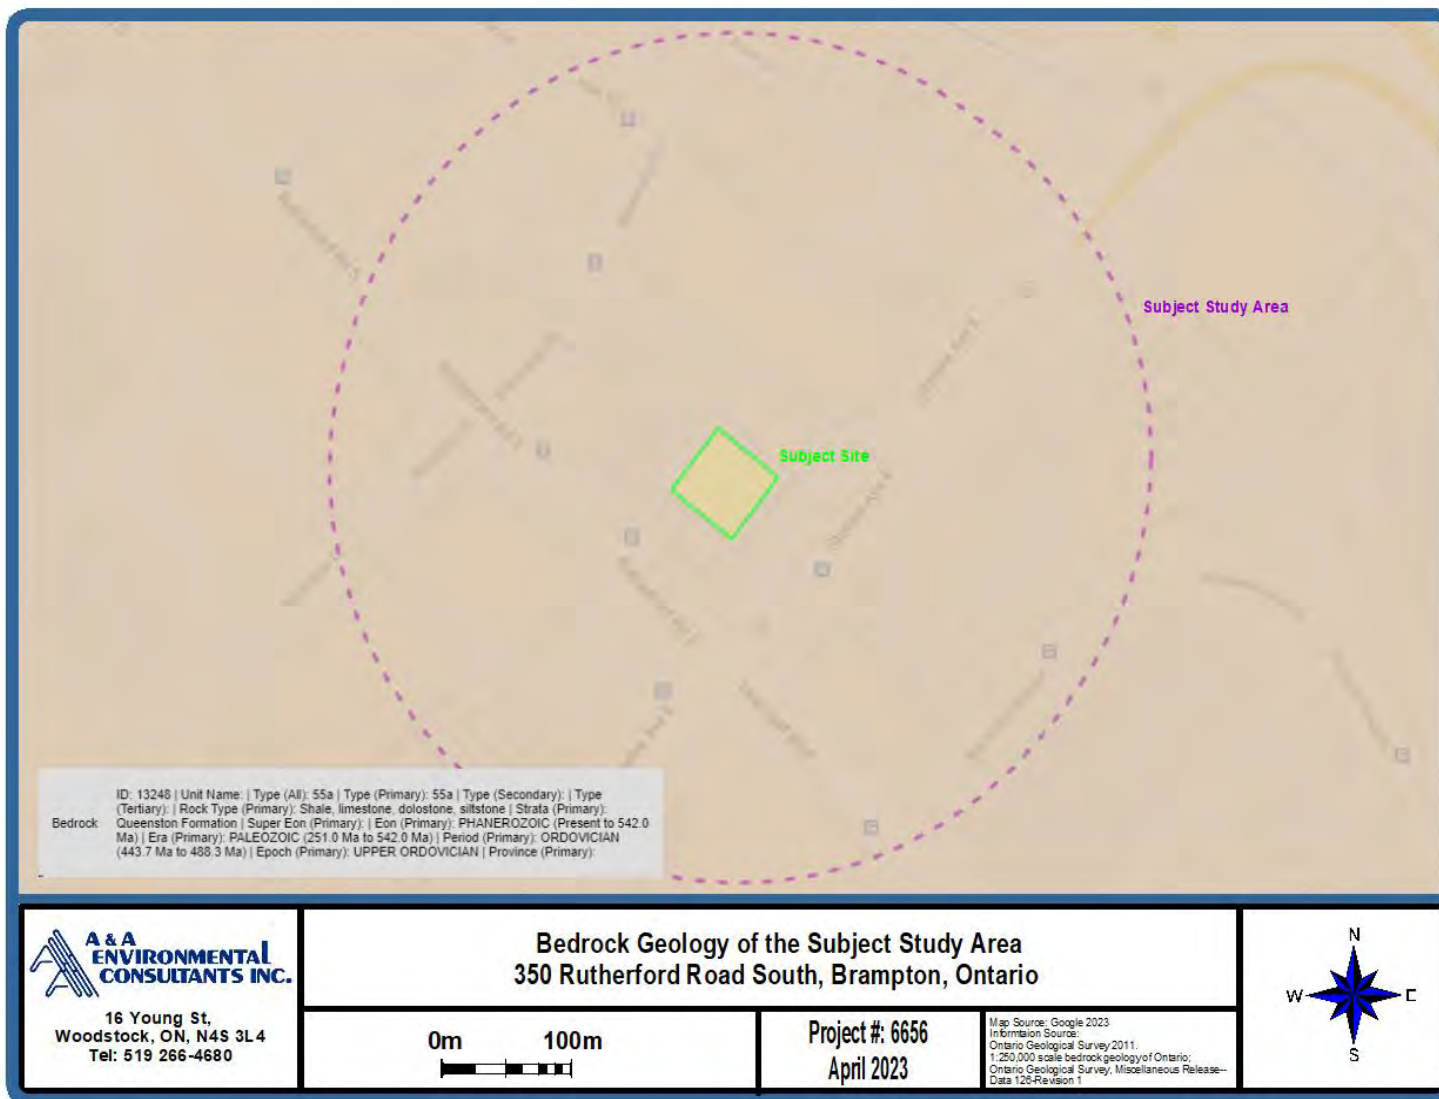 Subject Study Area
Subject Site
Bedrock
ID: 13248 | Unit Name: | Type (All): 55a | Type (Primary): 55a | Type (Secondary): | Type
(Tertiary): | Rock Type (Primary): Shale, limestone, dolostone, siltstone | Strata (Primary):
Queenston Formation | Super Eon (Primary): | Eon (Primary): PHANEROZOIC (Present to 542.0
Ma) | Era (Primary): PALEOZOIC (251.0 Ma to 542.0 Ma) | Period (Primary): ORDOVICIAN
(443.7 Ma to 488.3 Ma) | Epoch (Primary): UPPER ORDOVICIAN | Province (Primary):
A & A
ENVIRONMENTAL
CONSULTANTS INC.
16 Young St,
Woodstock, ON, N4S 3L4
Tel: 519 266-4680
Bedrock Geology of the Subject Study Area
350 Rutherford Road South, Brampton, Ontario
0m 100m
Project #: 6656
April 2023
Map Source: Google 2023
Informtaion Source:
Ontario Geological Survey 2011.
1:250,000 scale bedrock geology of Ontario;
Ontario Geological Survey, Miscellaneous Release--
Data 126-Revision 1
N
W E
S